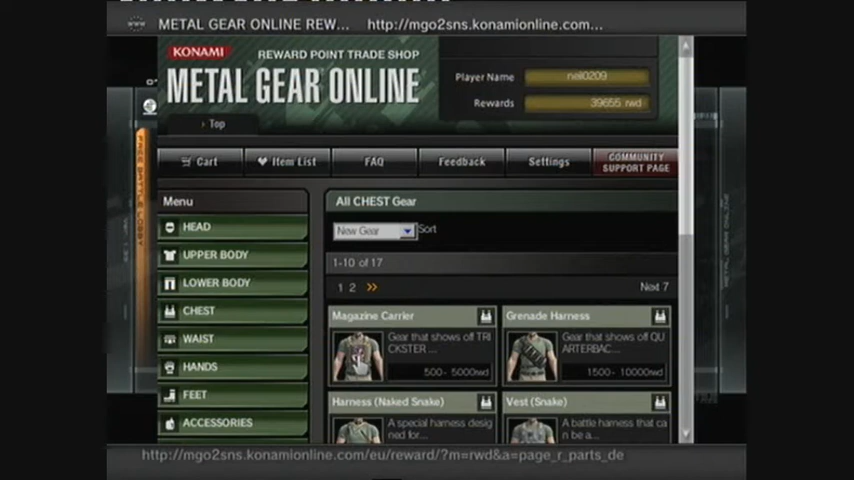 METAL GEAR ONLINE REW... http://mgo2sns.konamionline.com...
KONAMI REWARD POINT TRADE SHOP
METAL GEAR ONLINE
Player Name neil0209
Rewards 39655 rwd
Top
Cart Item List FAQ Feedback Settings COMMUNITY
SUPPORT PAGE
Menu
HEAD
UPPER BODY
LOWER BODY
CHEST
WAIST
HANDS
FEET
ACCESSORIES
All CHEST Gear
New Gear Sort
1-10 of 17
1 2 Next 7
Magazine Carrier
Gear that shows off TRI
CKSTER ...
500- 5000rwd
Grenade Harness
Gear that shows off QU
ARTERBAC...
1500- 10000rwd
Harness (Naked Snake)
A special harness desig
ned for...
Vest (Snake)
A battle harness that ca
n be a...
FREE BATTLE LOBBY
http://mgo2sns.konamionline.com/eu/reward/?m=rwd&a=page_r_parts_de